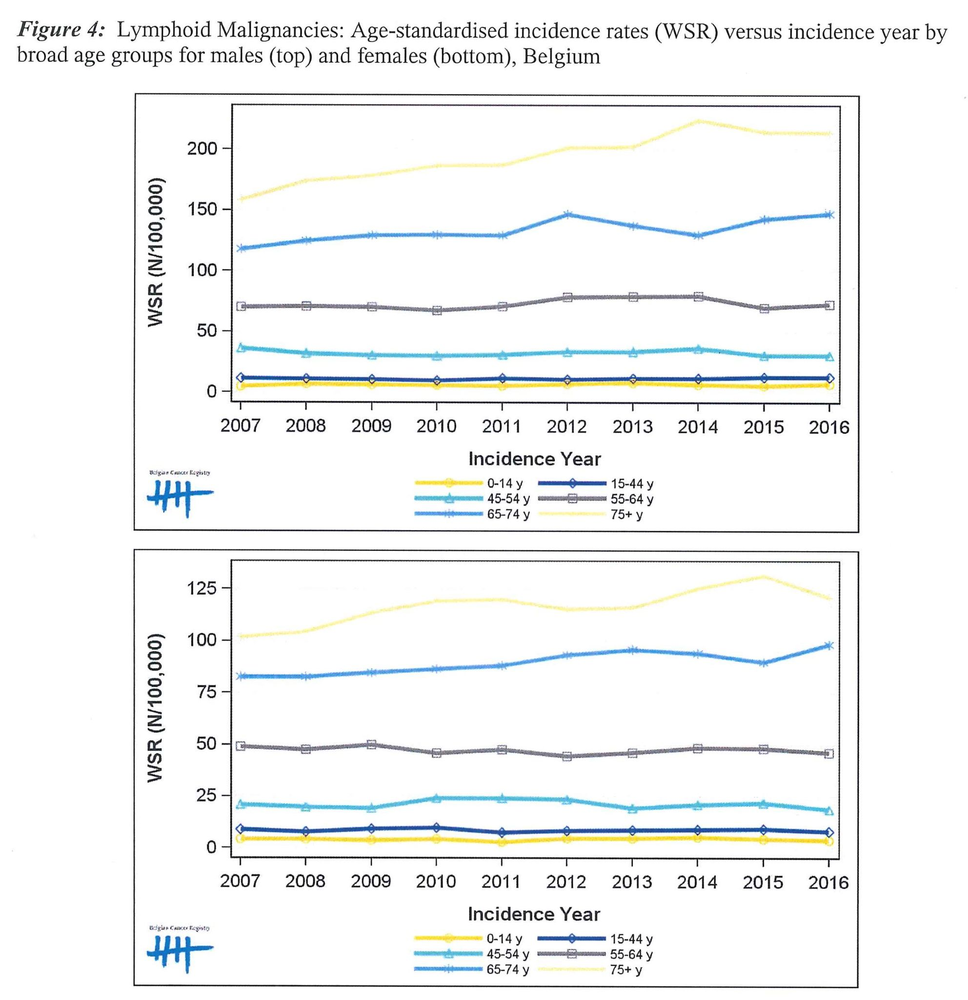 Figure 4: Lymphoid Malignancies: Age-standardised incidence rates (WSR) versus incidence year by
broad age groups for males (top) and females (bottom), Belgium
WSR (N/100,000)
200
150
100
50
0
2007 2008 2009 2010 2011 2012 2013 2014 2015 2016
Incidence Year
Belgian Cancer Registry
0-14 y 15-44 y
45-54 y 55-64 y
65-74 y 75+ y
WSR (N/100,000)
125
100
75
50
25
0
2007 2008 2009 2010 2011 2012 2013 2014 2015 2016
Incidence Year
Belgian Cancer Registry
0-14 y 15-44 y
45-54 y 55-64 y
65-74 y 75+ y